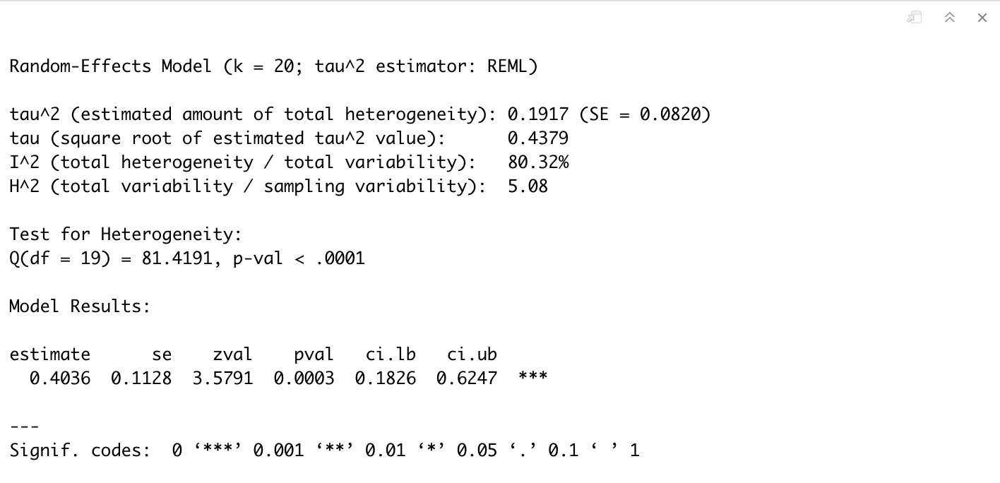 Random-Effects Model (k = 20; tau^2 estimator: REML)
tau^2 (estimated amount of total heterogeneity): 0.1917 (SE = 0.0820)
tau (square root of estimated tau^2 value):      0.4379
I^2 (total heterogeneity / total variability):   80.32%
H^2 (total variability / sampling variability):  5.08
Test for Heterogeneity:
Q(df = 19) = 81.4191, p-val < .0001
Model Results:
estimate      se    zval    pval   ci.lb   ci.ub
  0.4036  0.1128  3.5791  0.0003  0.1826  0.6247  ***
---
Signif. codes:  0 ‘***’ 0.001 ‘**’ 0.01 ‘*’ 0.05 ‘.’ 0.1 ‘ ’ 1